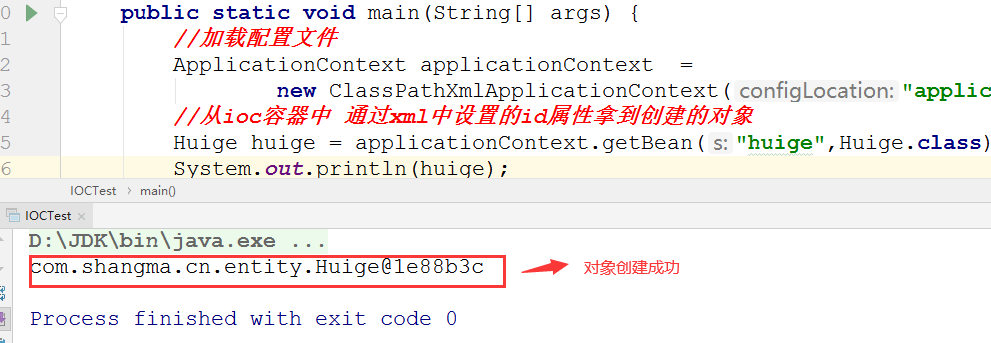 0 public static void main(String[] args) {
1 //加载配置文件
2 ApplicationContext applicationContext =
3 new ClassPathXmlApplicationContext( configLocation: "applic
4 //从ioc容器中 通过xml中设置的id属性拿到创建的对象
5 Huige huige = applicationContext.getBean( s: "huige",Huige.class)
6 System.out.println(huige);
IOCTest › main()
IOCTest ×
D:\JDK\bin\java.exe ...
com.shangma.cn.entity.Huige@1e88b3c 对象创建成功
Process finished with exit code 0